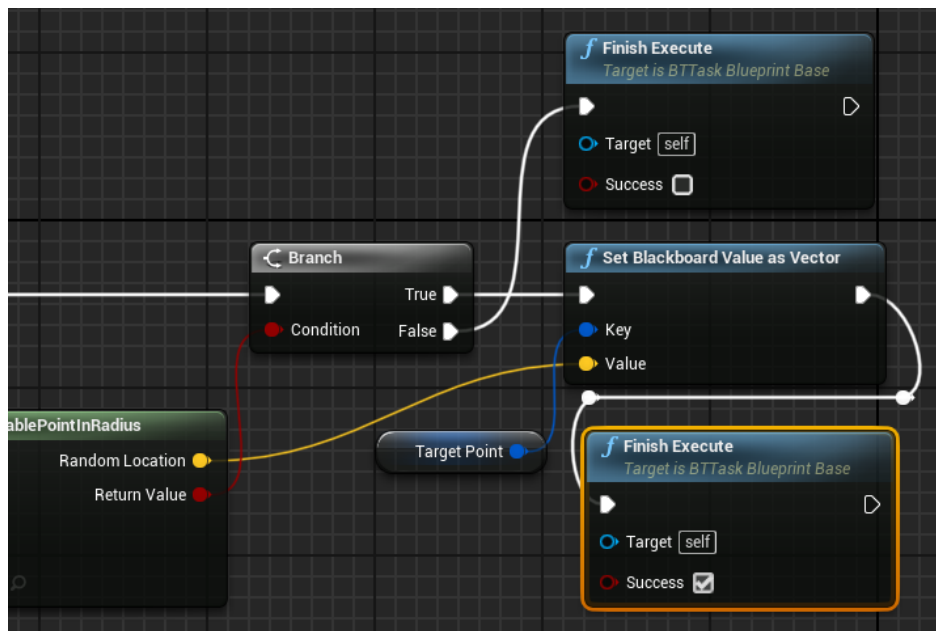 Finish Execute
Target is BTTask Blueprint Base
Target self
Success
Branch
True
Condition
False
Set Blackboard Value as Vector
Key
Value
ablePointInRadius
Random Location
Return Value
Target Point
Finish Execute
Target is BTTask Blueprint Base
Target self
Success